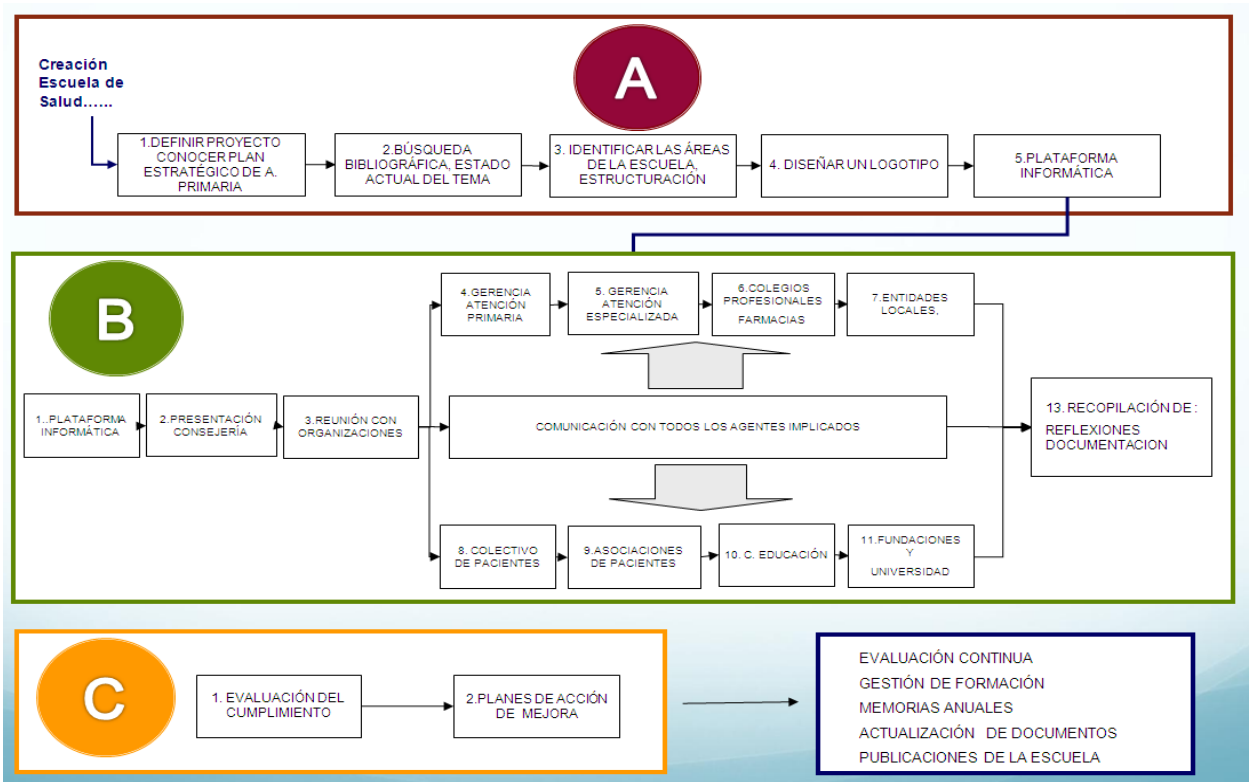 Creación
Escuela de
Salud......
A
1.DEFINIR PROYECTO
CONOCER PLAN
ESTRATÉGICO DE A.
PRIMARIA
2.BÚSQUEDA
BIBLIOGRÁFICA, ESTADO
ACTUAL DEL TEMA
3. IDENTIFICAR LAS ÁREAS
DE LA ESCUELA,
ESTRUCTURACIÓN
4. DISEÑAR UN LOGOTIPO
5.PLATAFORMA
INFORMÁTICA
B
4.GERENCIA
ATENCIÓN
PRIMARIA
5. GERENCIA
ATENCIÓN
ESPECIALIZADA
6.COLEGIOS
PROFESIONALES
FARMACIAS
7.ENTIDADES
LOCALES,
1..PLATAFORMA
INFORMÁTICA
2.PRESENTACIÓN
CONSEJERÍA
3.REUNIÓN CON
ORGANIZACIONES
COMUNICACIÓN CON TODOS LOS AGENTES IMPLICADOS
13. RECOPILACIÓN DE :
REFLEXIONES
DOCUMENTACION
8. COLECTIVO
DE PACIENTES
9.ASOCIACIONES
DE PACIENTES
10. C. EDUCACIÓN
11.FUNDACIONES
Y
UNIVERSIDAD
C
1. EVALUACIÓN DEL
CUMPLIMIENTO
2.PLANES DE ACCIÓN
DE MEJORA
EVALUACIÓN CONTINUA
GESTIÓN DE FORMACIÓN
MEMORIAS ANUALES
ACTUALIZACIÓN DE DOCUMENTOS
PUBLICACIONES DE LA ESCUELA